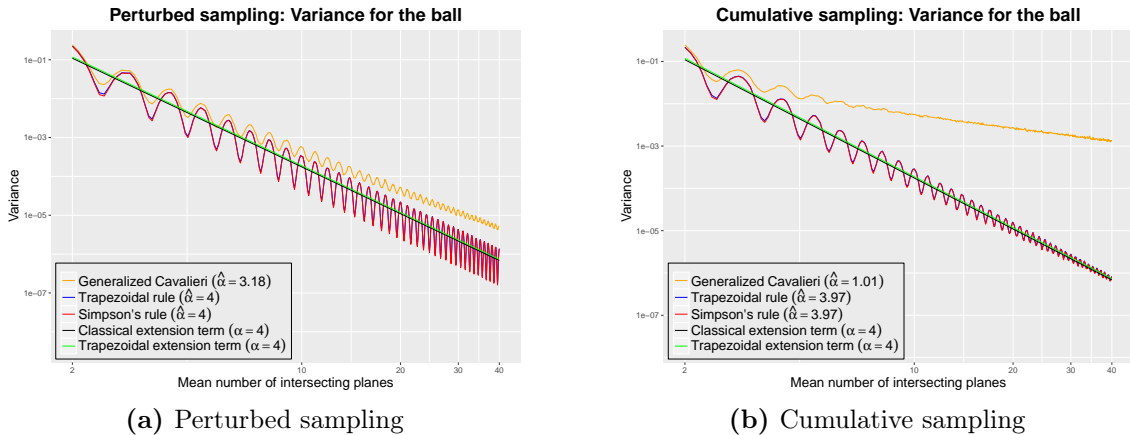 Perturbed sampling: Variance for the ball
Variance
1e−01
1e−03
1e−05
1e−07
Generalized Cavalieri (α̂ = 3.18)
Trapezoidal rule (α̂ = 4)
Simpson's rule (α̂ = 4)
Classical extension term (α = 4)
Trapezoidal extension term (α = 4)
2
10
20
30
40
Mean number of intersecting planes
(a) Perturbed sampling
Cumulative sampling: Variance for the ball
Variance
1e−01
1e−03
1e−05
1e−07
Generalized Cavalieri (α̂ = 1.01)
Trapezoidal rule (α̂ = 3.97)
Simpson's rule (α̂ = 3.97)
Classical extension term (α = 4)
Trapezoidal extension term (α = 4)
2
10
20
30
40
Mean number of intersecting planes
(b) Cumulative sampling